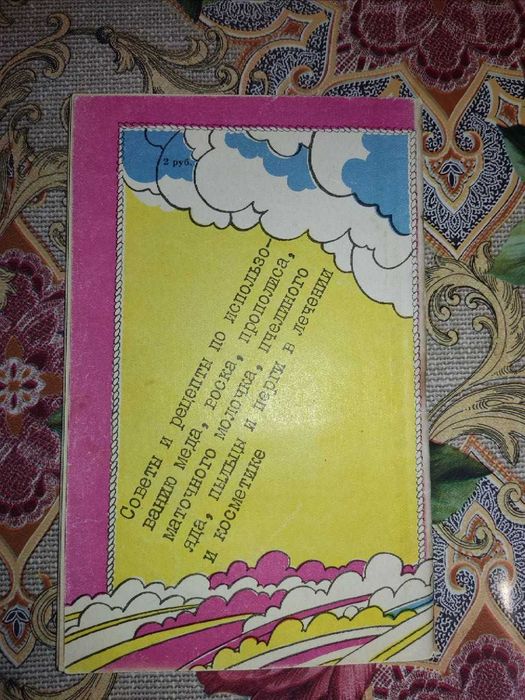 2 руб.
Советы и рецепты по использо-
ванию меда, воска, прополиса,
маточного молочка, пчелиного
яда, пыльцы и перги в лечении
и косметике